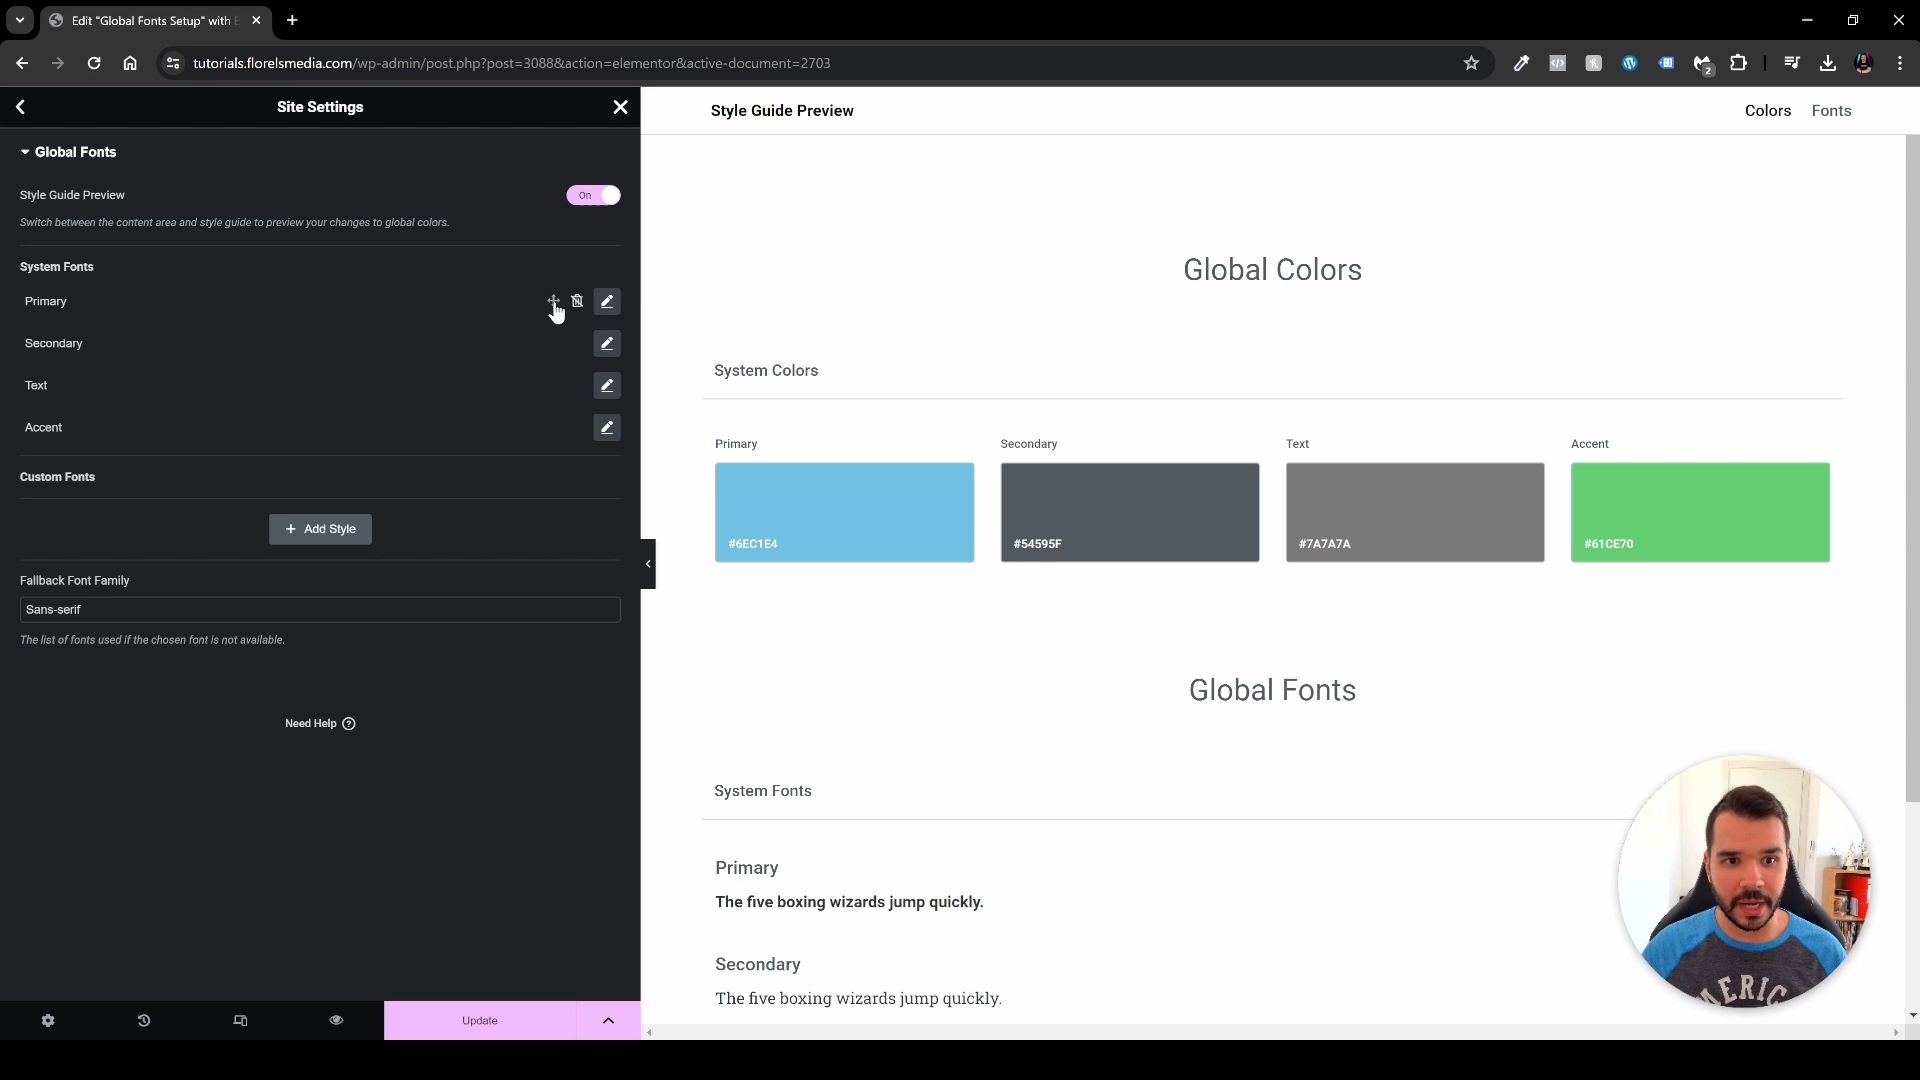 Edit "Global Fonts Setup" with E
tutorials.florelsmedia.com/wp-admin/post.php?post=3088&action=elementor&active-document=2703
2
Site Settings
Global Fonts
Style Guide Preview
On
Switch between the content area and style guide to preview your changes to global colors.
System Fonts
Primary
Secondary
Text
Accent
Custom Fonts
+ Add Style
Fallback Font Family
Sans-serif
The list of fonts used if the chosen font is not available.
Need Help
Update
Style Guide Preview
Colors Fonts
Global Colors
System Colors
Primary Secondary Text Accent
#6EC1E4 #54595F #7A7A7A #61CE70
Global Fonts
System Fonts
Primary
The five boxing wizards jump quickly.
Secondary
The five boxing wizards jump quickly.